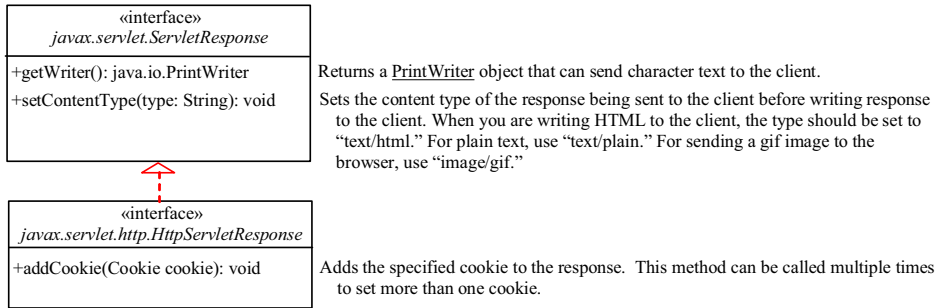 «interface»
javax.servlet.ServletResponse
+getWriter(): java.io.PrintWriter
Returns a PrintWriter object that can send character text to the client.
+setContentType(type: String): void
Sets the content type of the response being sent to the client before writing response
to the client. When you are writing HTML to the client, the type should be set to
“text/html.” For plain text, use “text/plain.” For sending a gif image to the
browser, use “image/gif.”
«interface»
javax.servlet.http.HttpServletResponse
+addCookie(Cookie cookie): void
Adds the specified cookie to the response. This method can be called multiple times
to set more than one cookie.